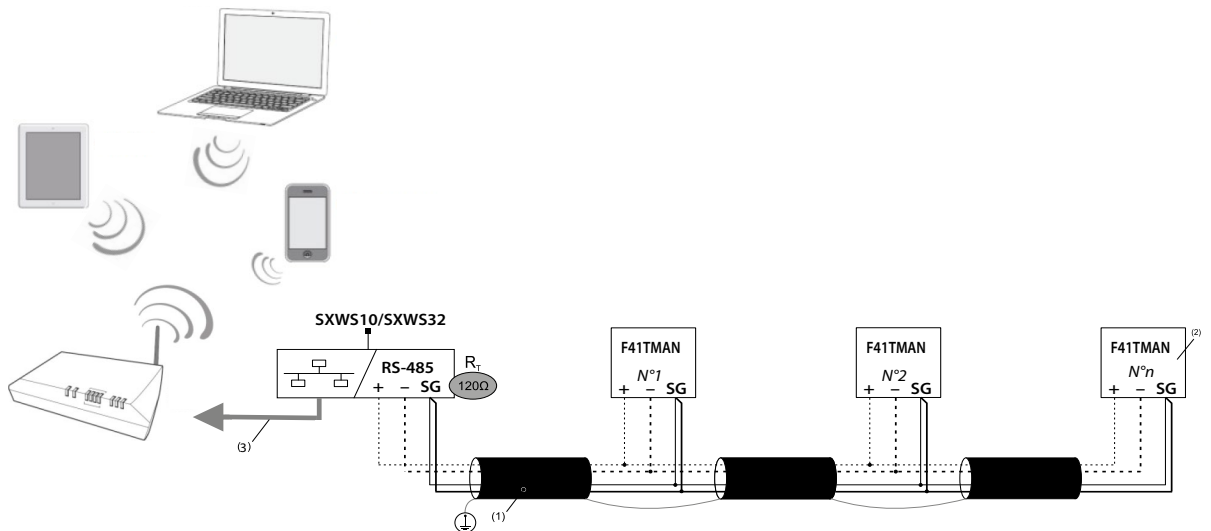 SXWS10/SXWS32
RS-485
+ – SG
R_T
120Ω
F41TMAN
N°1
+ – SG
F41TMAN
N°2
+ – SG
F41TMAN
N°n
+ – SG
(2)
(3)
(1)